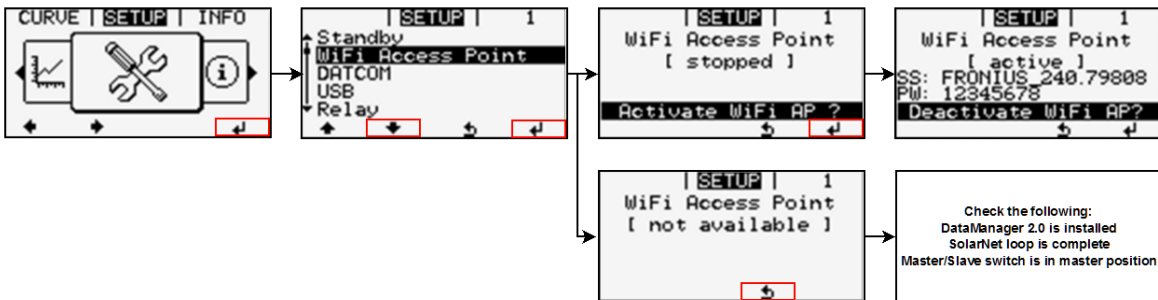 CURVE | SETUP | INFO
| SETUP | 1
Standby
WiFi Access Point
DATCOM
USB
Relay
| SETUP | 1
WiFi Access Point
[ stopped ]
Activate WiFi AP ?
| SETUP | 1
WiFi Access Point
[ active ]
SS: FRONIUS_240.79808
PW: 12345678
Deactivate WiFi AP?
| SETUP | 1
WiFi Access Point
[ not available ]
Check the following:
DataManager 2.0 is installed
SolarNet loop is complete
Master/Slave switch is in master position